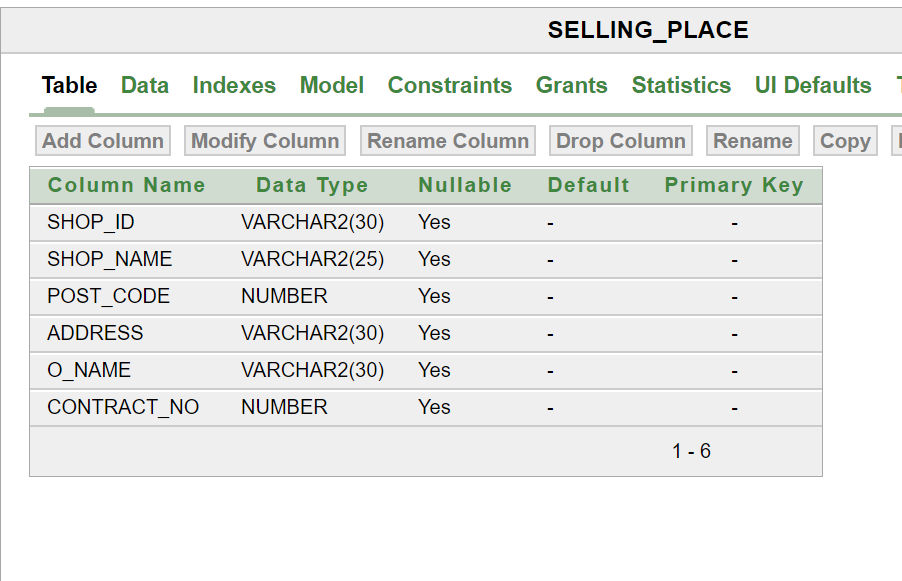 SELLING_PLACE
Table Data Indexes Model Constraints Grants Statistics UI Defaults
Add Column Modify Column Rename Column Drop Column Rename Copy
Column Name Data Type Nullable Default Primary Key
SHOP_ID VARCHAR2(30) Yes - -
SHOP_NAME VARCHAR2(25) Yes - -
POST_CODE NUMBER Yes - -
ADDRESS VARCHAR2(30) Yes - -
O_NAME VARCHAR2(30) Yes - -
CONTRACT_NO NUMBER Yes - -
1 - 6